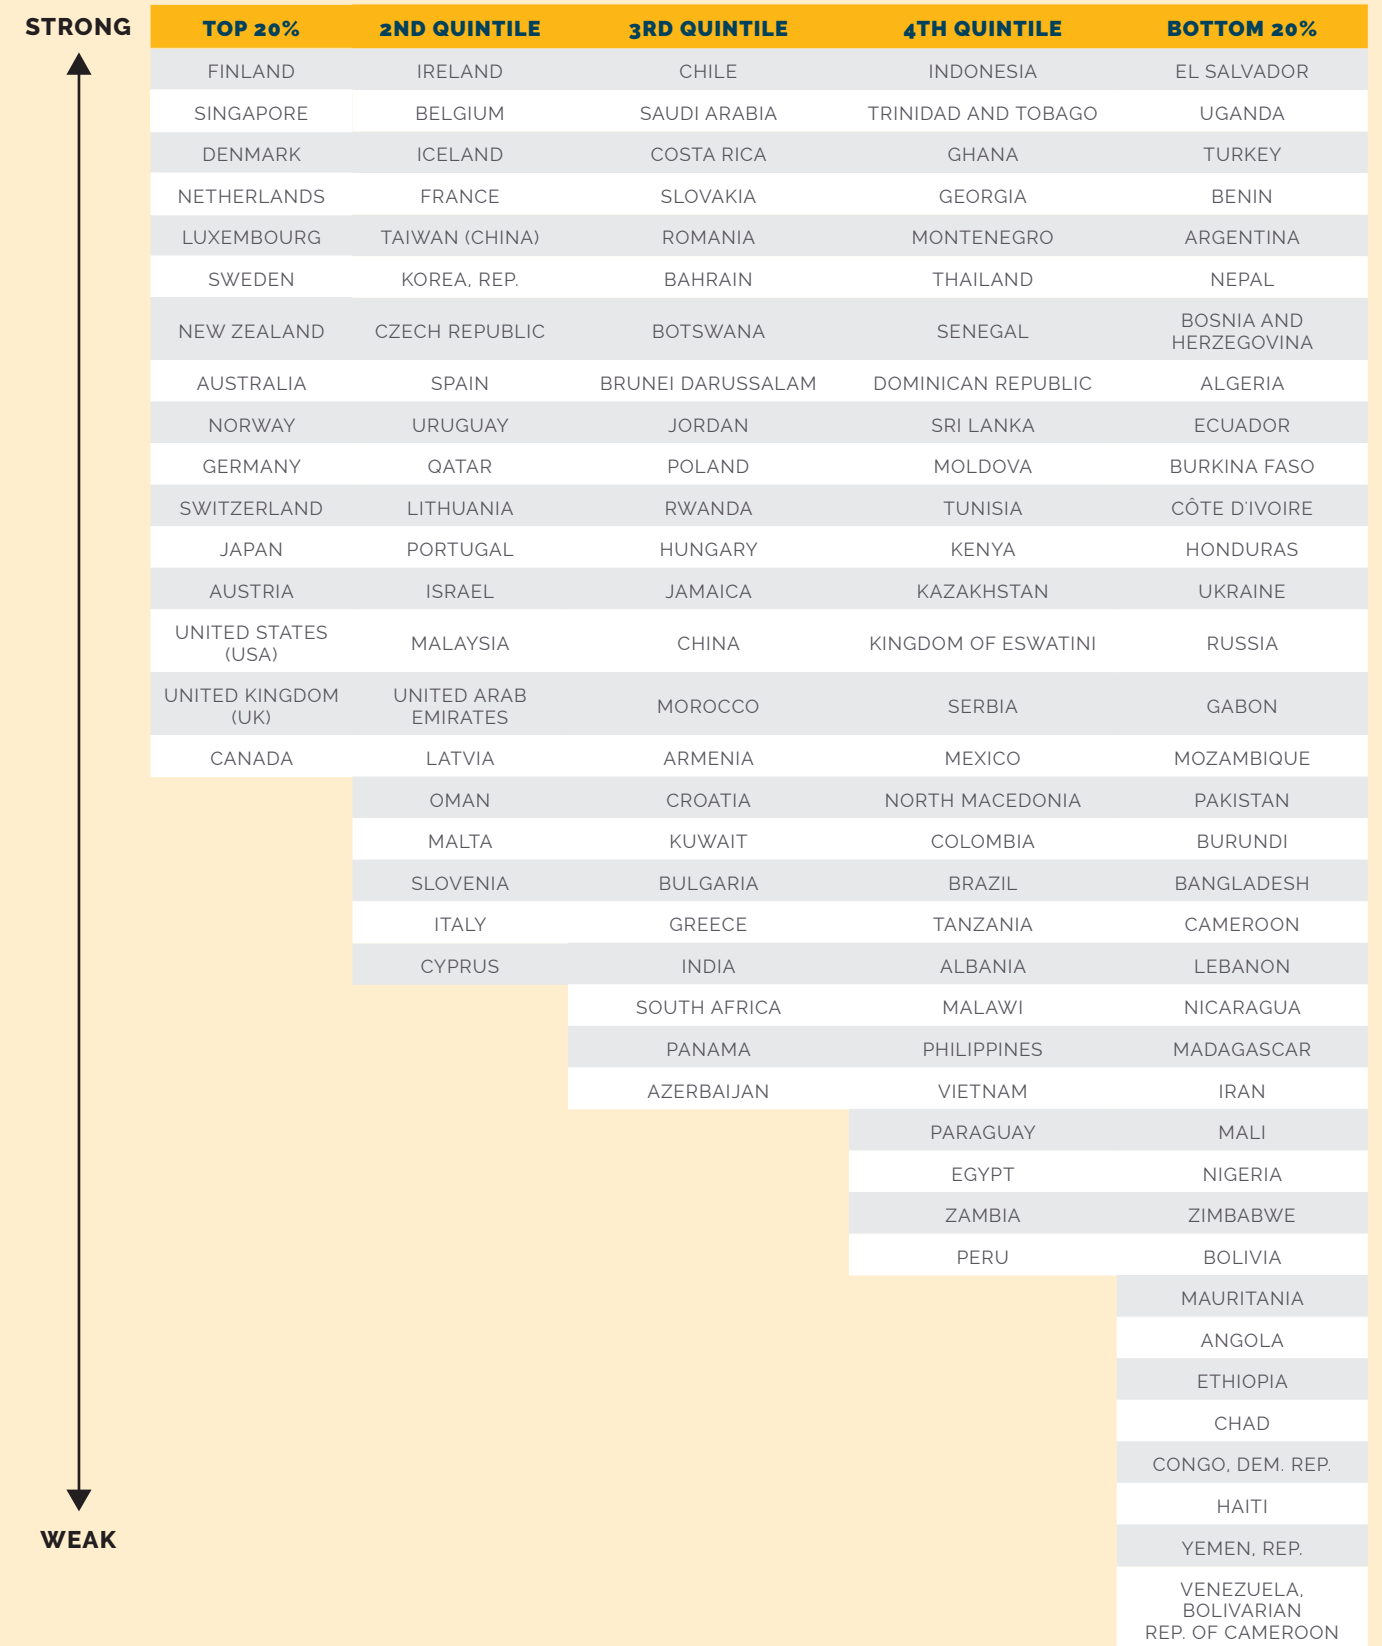 STRONG
TOP 20% 2ND QUINTILE 3RD QUINTILE 4TH QUINTILE BOTTOM 20%
FINLAND IRELAND CHILE INDONESIA EL SALVADOR
SINGAPORE BELGIUM SAUDI ARABIA TRINIDAD AND TOBAGO UGANDA
DENMARK ICELAND COSTA RICA GHANA TURKEY
NETHERLANDS FRANCE SLOVAKIA GEORGIA BENIN
LUXEMBOURG TAIWAN (CHINA) ROMANIA MONTENEGRO ARGENTINA
SWEDEN KOREA, REP. BAHRAIN THAILAND NEPAL
NEW ZEALAND CZECH REPUBLIC BOTSWANA SENEGAL BOSNIA AND
HERZEGOVINA
AUSTRALIA SPAIN BRUNEI DARUSSALAM DOMINICAN REPUBLIC ALGERIA
NORWAY URUGUAY JORDAN SRI LANKA ECUADOR
GERMANY QATAR POLAND MOLDOVA BURKINA FASO
SWITZERLAND LITHUANIA RWANDA TUNISIA CÔTE D'IVOIRE
JAPAN PORTUGAL HUNGARY KENYA HONDURAS
AUSTRIA ISRAEL JAMAICA KAZAKHSTAN UKRAINE
UNITED STATES
(USA) MALAYSIA CHINA KINGDOM OF ESWATINI RUSSIA
UNITED KINGDOM
(UK) UNITED ARAB
EMIRATES MOROCCO SERBIA GABON
CANADA LATVIA ARMENIA MEXICO MOZAMBIQUE
OMAN CROATIA NORTH MACEDONIA PAKISTAN
MALTA KUWAIT COLOMBIA BURUNDI
SLOVENIA BULGARIA BRAZIL BANGLADESH
ITALY GREECE TANZANIA CAMEROON
CYPRUS INDIA ALBANIA LEBANON
SOUTH AFRICA MALAWI NICARAGUA
PANAMA PHILIPPINES MADAGASCAR
AZERBAIJAN VIETNAM IRAN
PARAGUAY MALI
EGYPT NIGERIA
ZAMBIA ZIMBABWE
PERU BOLIVIA
MAURITANIA
ANGOLA
ETHIOPIA
CHAD
CONGO, DEM. REP.
HAITI
WEAK
YEMEN, REP.
VENEZUELA,
BOLIVARIAN
REP. OF CAMEROON